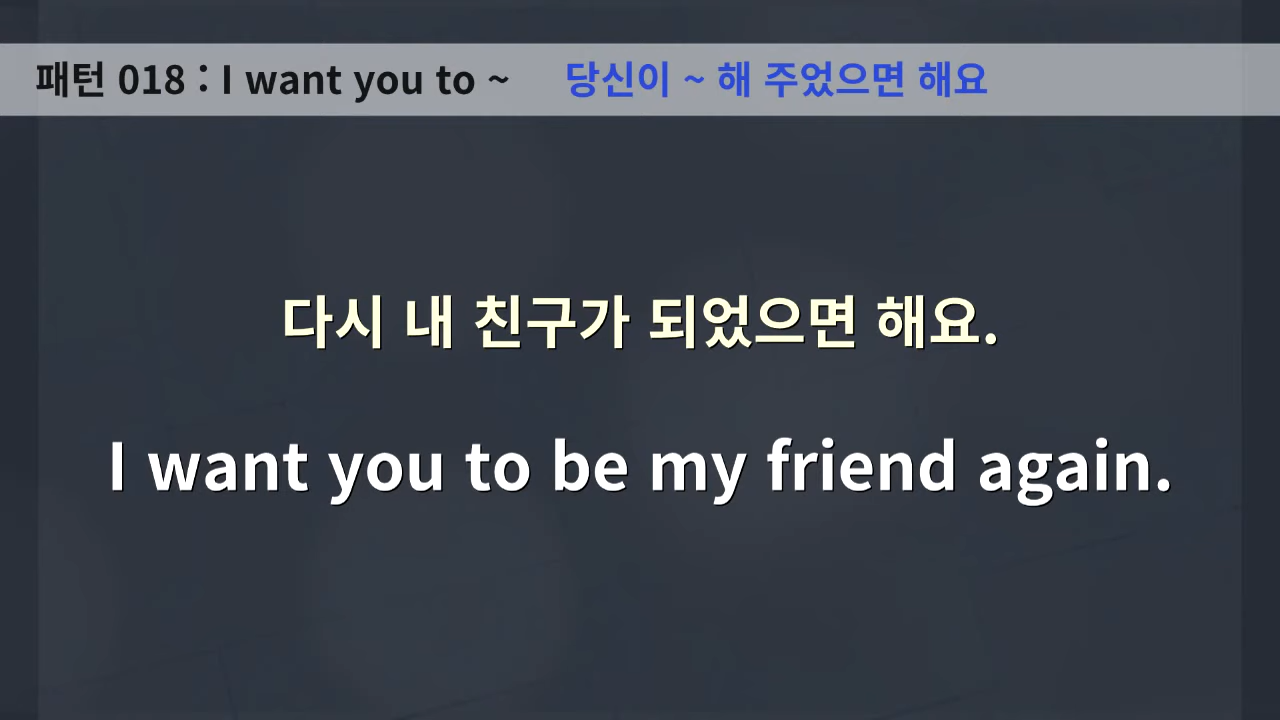 패턴 018 : I want you to ~ 당신이 ~ 해 주었으면 해요
다시 내 친구가 되었으면 해요.
I want you to be my friend again.